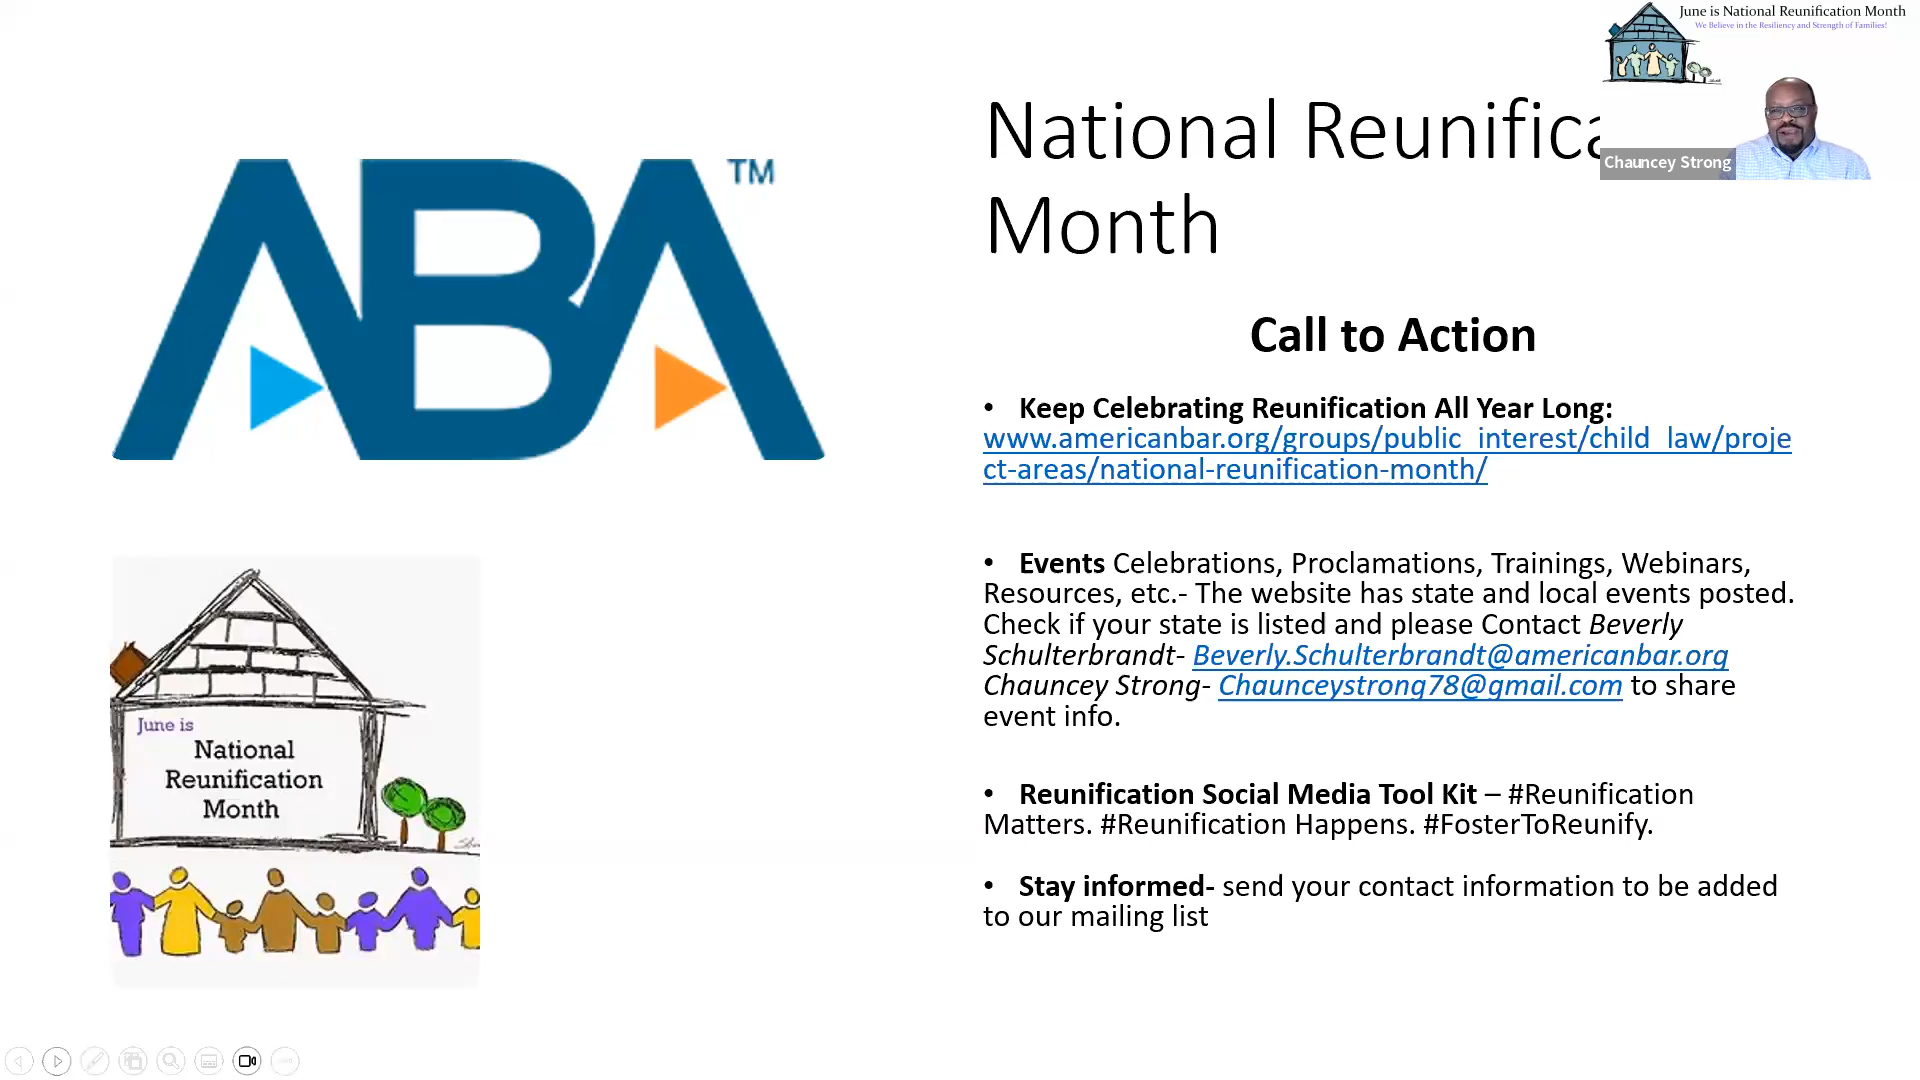 June is National Reunification Month
We Believe in the Resiliency and Strength of Families!
National Reunifica
Chauncey Strong
Month
ABA
TM
Call to Action
• Keep Celebrating Reunification All Year Long:
www.americanbar.org/groups/public_interest/child_law/proje
ct-areas/national-reunification-month/
• Events Celebrations, Proclamations, Trainings, Webinars,
Resources, etc.- The website has state and local events posted.
Check if your state is listed and please Contact Beverly
Schulterbrandt- Beverly.Schulterbrandt@americanbar.org
Chauncey Strong- Chaunceystrong78@gmail.com to share
event info.
• Reunification Social Media Tool Kit – #Reunification
Matters. #Reunification Happens. #FosterToReunify.
• Stay informed- send your contact information to be added
to our mailing list
June is
National
Reunification
Month